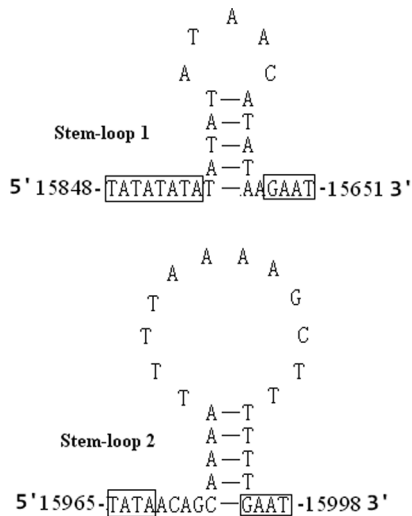 A
T A
A C
T—A
A—T
Stem-loop 1
T—A
A—T
5'15848-TATATATAT—AAGAAT-15651 3'
A A
A A
T G
T C
T T
T T
A—T
Stem-loop 2
A—T
A—T
A—T
5'15965-TATAACAGC—GAAT-15998 3'